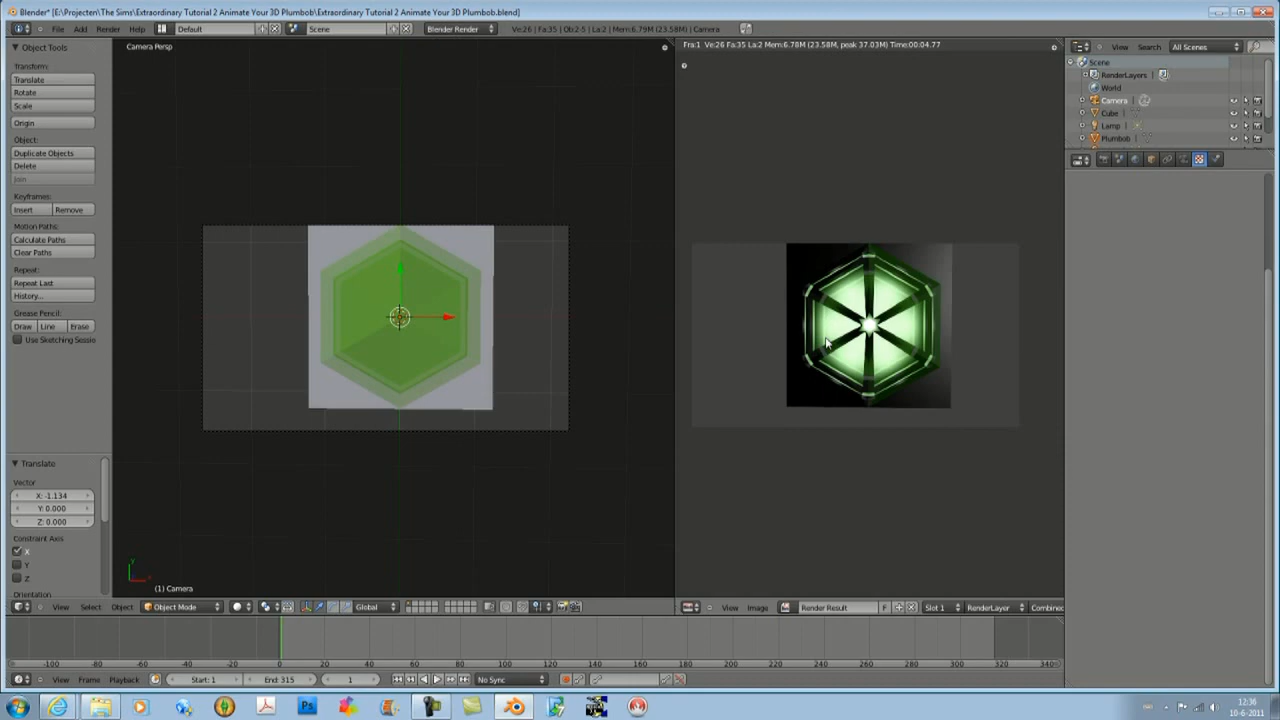 Blender* [E:\Projecten\The Sims\Extraordinary Tutorial 2 Animate Your 3D Plumbob\Extraordinary Tutorial 2 Animate Your 3D Plumbob.blend]
File Add Render Help Default Scene Blender Render Ve:26 | Fa:35 | Ob:2-5 | La:2 | Mem:6.79M (23.58M) | Camera
Object Tools
Transform:
Translate
Rotate
Scale
Origin
Object:
Duplicate Objects
Delete
Join
Keyframes:
Insert Remove
Motion Paths:
Calculate Paths
Clear Paths
Repeat:
Repeat Last
History...
Grease Pencil:
Draw Line Erase
Use Sketching Sessio
Translate
Vector
X: -1.134
Y: 0.000
Z: 0.000
Constraint Axis
X
Y
Z
Orientation
Camera Persp
(1) Camera
View Select Object Object Mode Global
Fra:1 Ve:26 Fa:35 La:2 Mem:6.78M (23.58M, peak 37.03M) Time:00:04.77
View Image Render Result F Slot 1 RenderLayer Combined
View Search All Scenes
Scene
RenderLayers
World
Camera
Cube
Lamp
Plumbob
-100 -80 -60 -40 -20 0 20 40 60 80 100 120 140 160 180 200 220 240 260 280 300 320 340
View Frame Playback Start: 1 End: 315 1 No Sync
Ps
12:36
10-6-2011